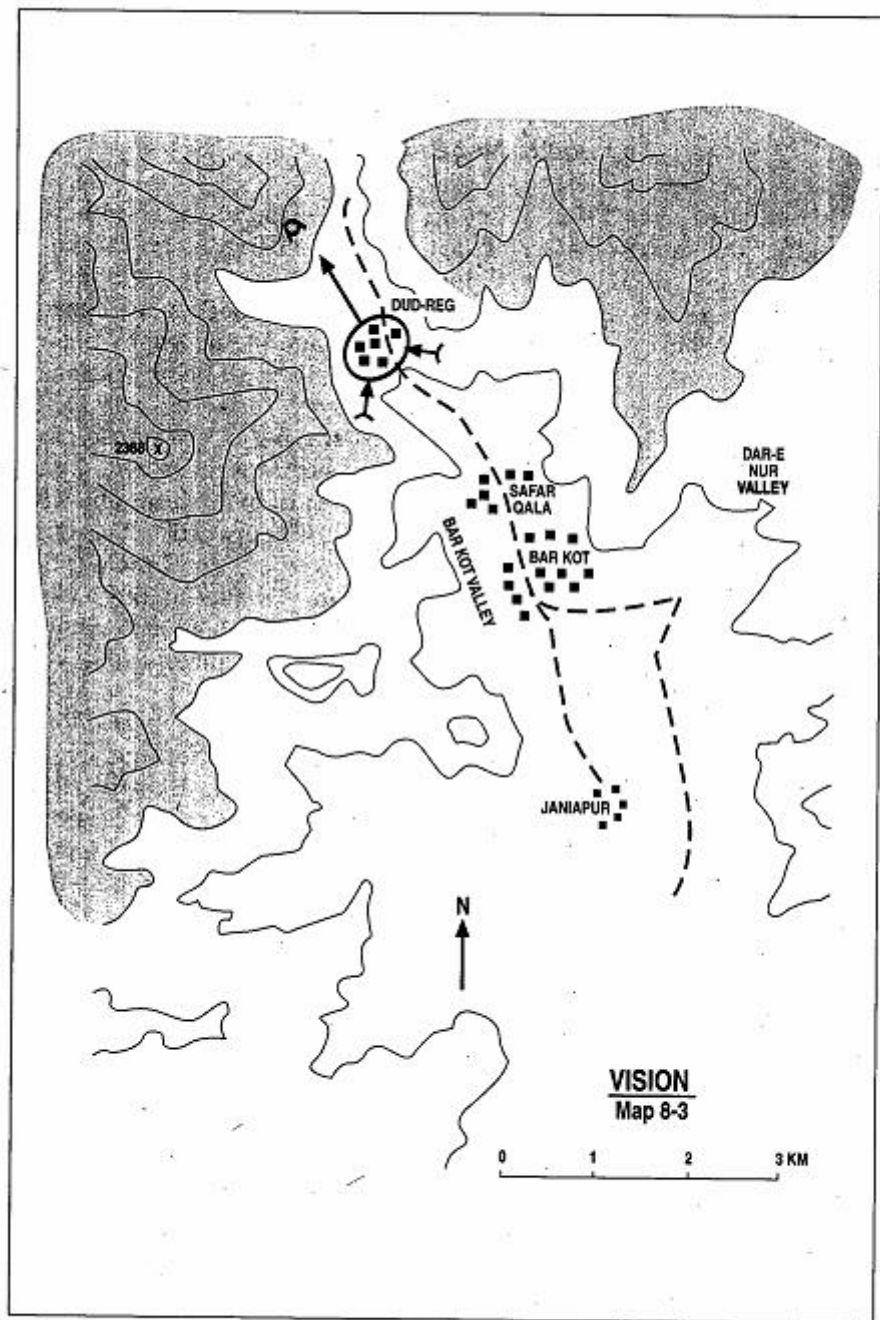 DUD-REG
2368 X
DAR-E
NUR
VALLEY
SAFAR
QALA
BAR KOT
BAR KOT VALLEY
JANIAPUR
N
VISION
Map 8-3
0 1 2 3 KM